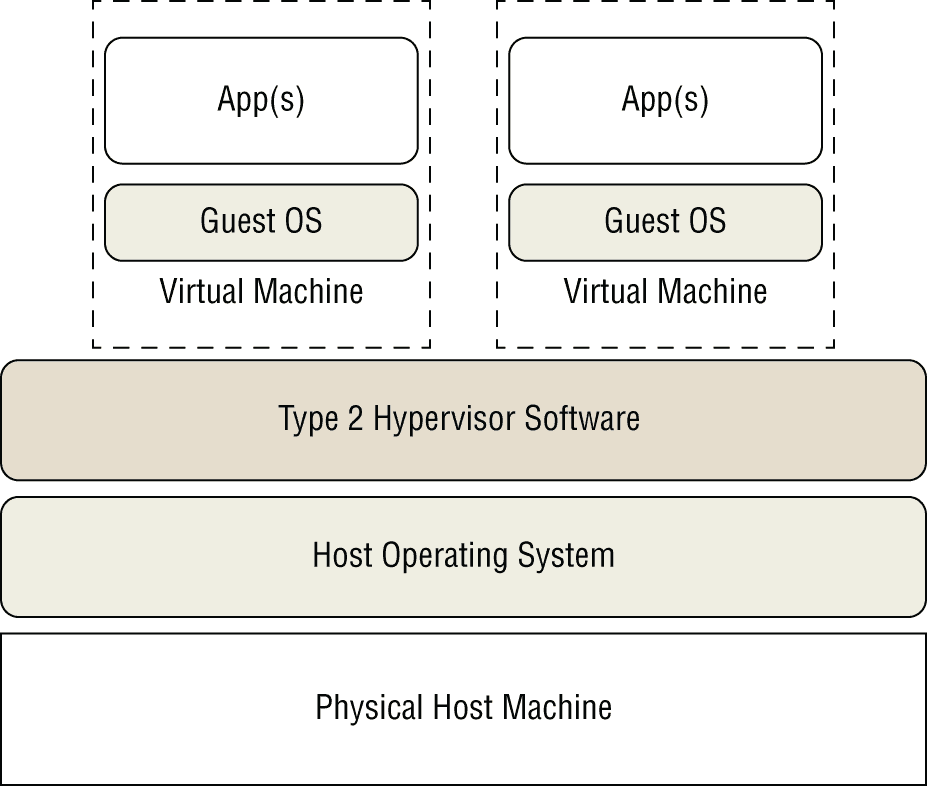 App(s)
App(s)
Guest OS
Guest OS
Virtual Machine
Virtual Machine
Type 2 Hypervisor Software
Host Operating System
Physical Host Machine